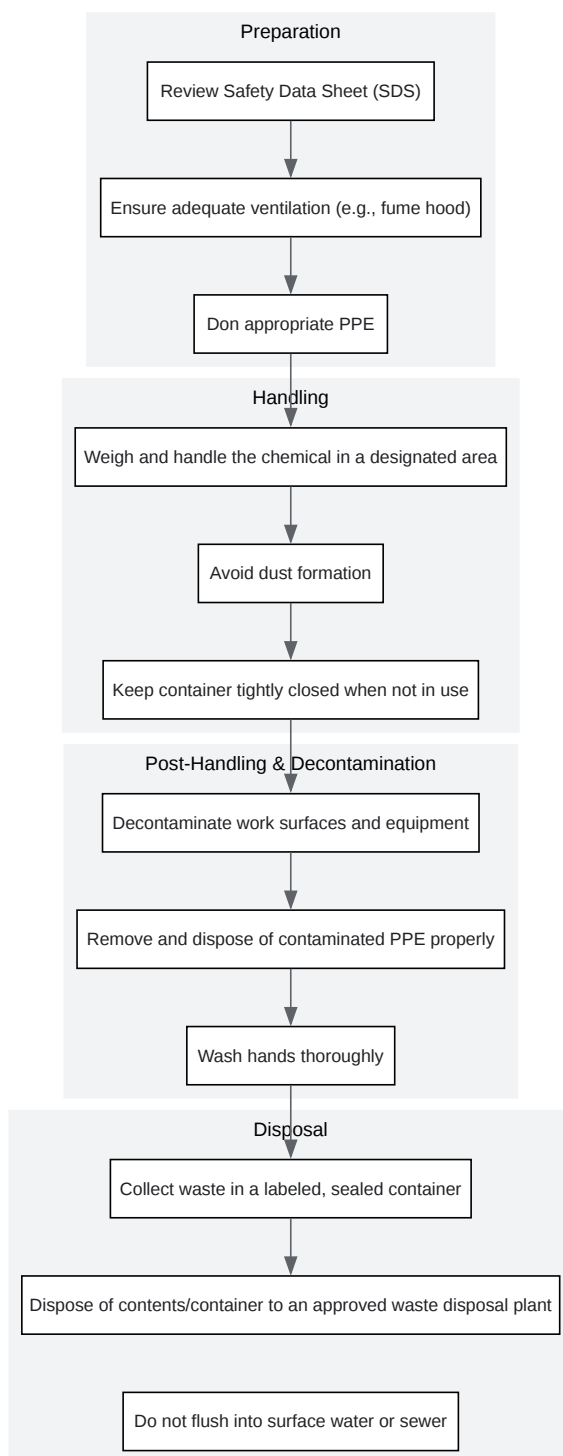 Preparation
Review Safety Data Sheet (SDS)
Ensure adequate ventilation (e.g., fume hood)
Don appropriate PPE
Handling
Weigh and handle the chemical in a designated area
Avoid dust formation
Keep container tightly closed when not in use
Post-Handling & Decontamination
Decontaminate work surfaces and equipment
Remove and dispose of contaminated PPE properly
Wash hands thoroughly
Disposal
Collect waste in a labeled, sealed container
Dispose of contents/container to an approved waste disposal plant
Do not flush into surface water or sewer